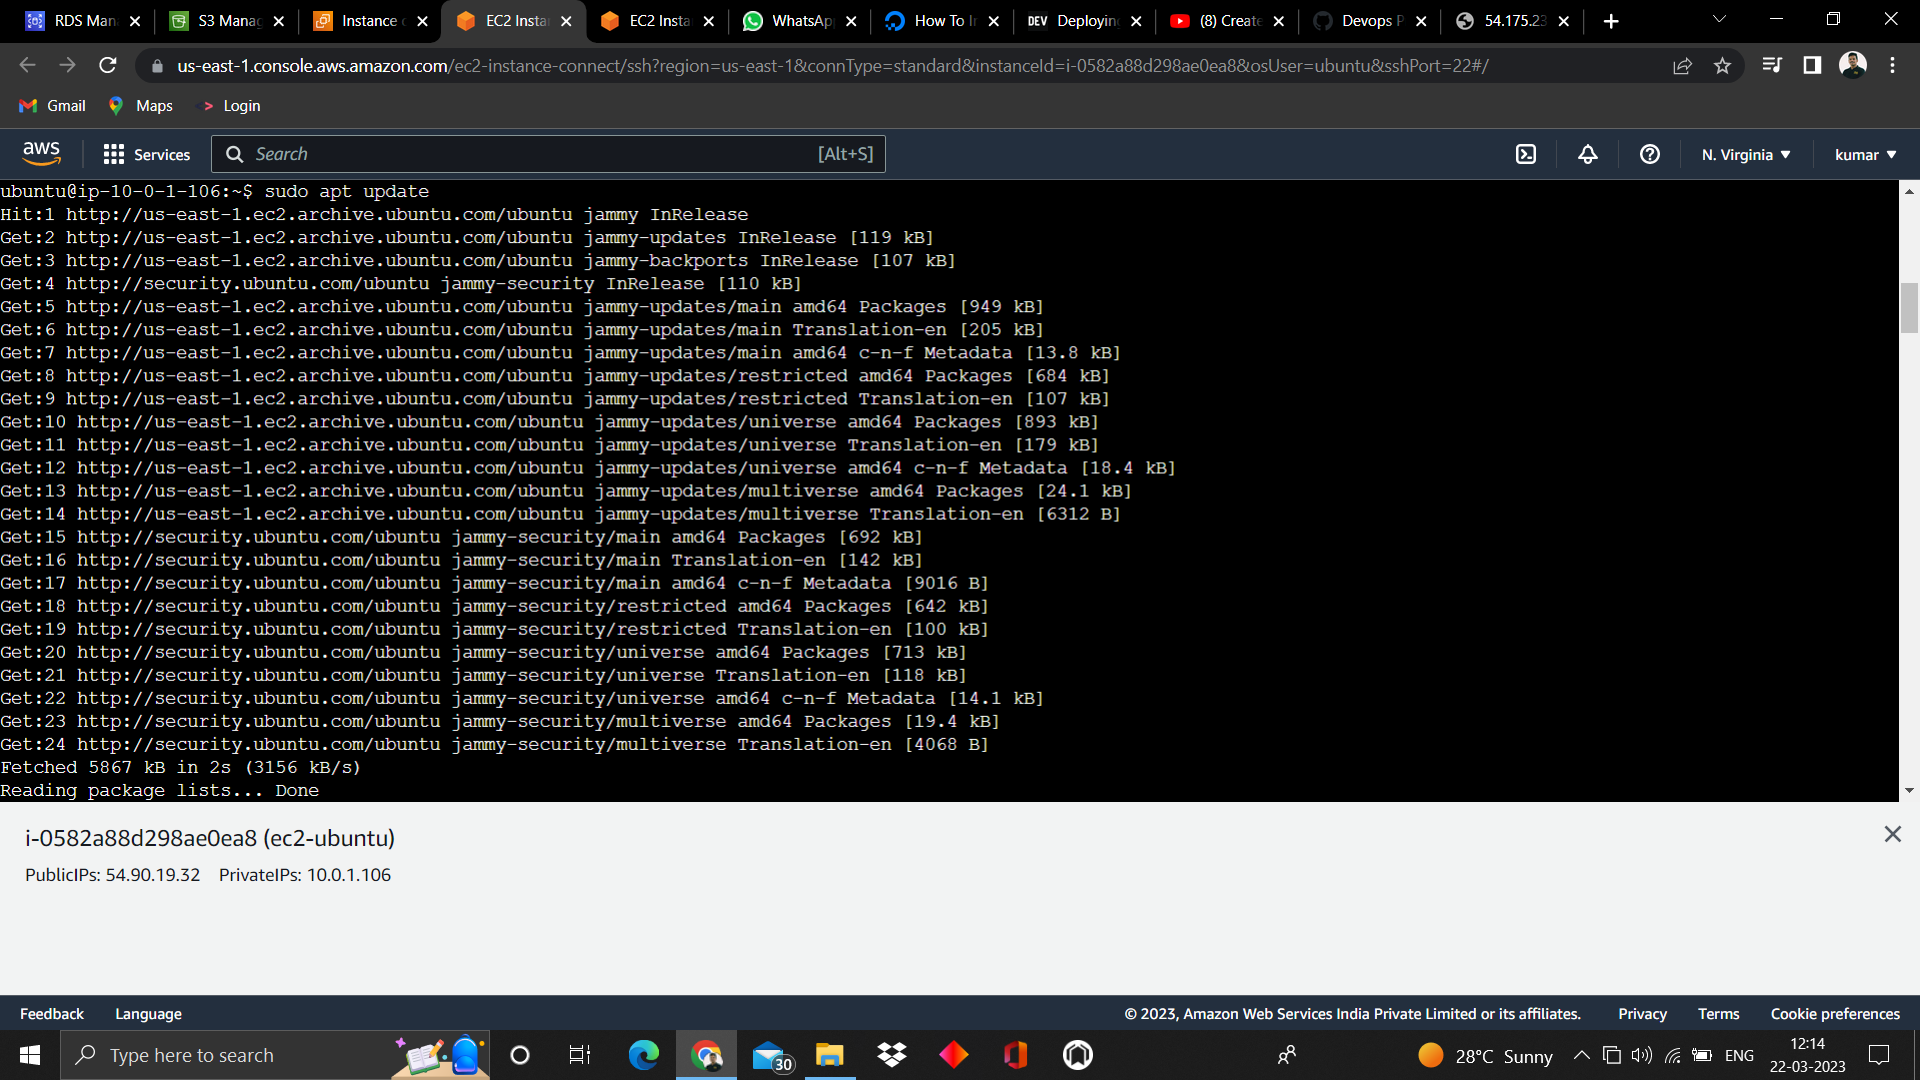 RDS Man
S3 Manag
Instance c
EC2 Instan
EC2 Insta
WhatsAp
How To In
DEV Deployin
(8) Create
Devops P
54.175.23
us-east-1.console.aws.amazon.com/ec2-instance-connect/ssh?region=us-east-1&connType=standard&instanceId=i-0582a88d298ae0ea8&osUser=ubuntu&sshPort=22#/
Gmail
Maps
Login
aws
Services
Search
[Alt+S]
N. Virginia
kumar
ubuntu@ip-10-0-1-106:~$ sudo apt update
Hit:1 http://us-east-1.ec2.archive.ubuntu.com/ubuntu jammy InRelease
Get:2 http://us-east-1.ec2.archive.ubuntu.com/ubuntu jammy-updates InRelease [119 kB]
Get:3 http://us-east-1.ec2.archive.ubuntu.com/ubuntu jammy-backports InRelease [107 kB]
Get:4 http://security.ubuntu.com/ubuntu jammy-security InRelease [110 kB]
Get:5 http://us-east-1.ec2.archive.ubuntu.com/ubuntu jammy-updates/main amd64 Packages [949 kB]
Get:6 http://us-east-1.ec2.archive.ubuntu.com/ubuntu jammy-updates/main Translation-en [205 kB]
Get:7 http://us-east-1.ec2.archive.ubuntu.com/ubuntu jammy-updates/main amd64 c-n-f Metadata [13.8 kB]
Get:8 http://us-east-1.ec2.archive.ubuntu.com/ubuntu jammy-updates/restricted amd64 Packages [684 kB]
Get:9 http://us-east-1.ec2.archive.ubuntu.com/ubuntu jammy-updates/restricted Translation-en [107 kB]
Get:10 http://us-east-1.ec2.archive.ubuntu.com/ubuntu jammy-updates/universe amd64 Packages [893 kB]
Get:11 http://us-east-1.ec2.archive.ubuntu.com/ubuntu jammy-updates/universe Translation-en [179 kB]
Get:12 http://us-east-1.ec2.archive.ubuntu.com/ubuntu jammy-updates/universe amd64 c-n-f Metadata [18.4 kB]
Get:13 http://us-east-1.ec2.archive.ubuntu.com/ubuntu jammy-updates/multiverse amd64 Packages [24.1 kB]
Get:14 http://us-east-1.ec2.archive.ubuntu.com/ubuntu jammy-updates/multiverse Translation-en [6312 B]
Get:15 http://security.ubuntu.com/ubuntu jammy-security/main amd64 Packages [692 kB]
Get:16 http://security.ubuntu.com/ubuntu jammy-security/main Translation-en [142 kB]
Get:17 http://security.ubuntu.com/ubuntu jammy-security/main amd64 c-n-f Metadata [9016 B]
Get:18 http://security.ubuntu.com/ubuntu jammy-security/restricted amd64 Packages [642 kB]
Get:19 http://security.ubuntu.com/ubuntu jammy-security/restricted Translation-en [100 kB]
Get:20 http://security.ubuntu.com/ubuntu jammy-security/universe amd64 Packages [713 kB]
Get:21 http://security.ubuntu.com/ubuntu jammy-security/universe Translation-en [118 kB]
Get:22 http://security.ubuntu.com/ubuntu jammy-security/universe amd64 c-n-f Metadata [14.1 kB]
Get:23 http://security.ubuntu.com/ubuntu jammy-security/multiverse amd64 Packages [19.4 kB]
Get:24 http://security.ubuntu.com/ubuntu jammy-security/multiverse Translation-en [4068 B]
Fetched 5867 kB in 2s (3156 kB/s)
Reading package lists... Done
i-0582a88d298ae0ea8 (ec2-ubuntu)
PublicIPs: 54.90.19.32 PrivateIPs: 10.0.1.106
Feedback
Language
© 2023, Amazon Web Services India Private Limited or its affiliates.
Privacy
Terms
Cookie preferences
Type here to search
30
28°C Sunny
ENG
12:14
22-03-2023